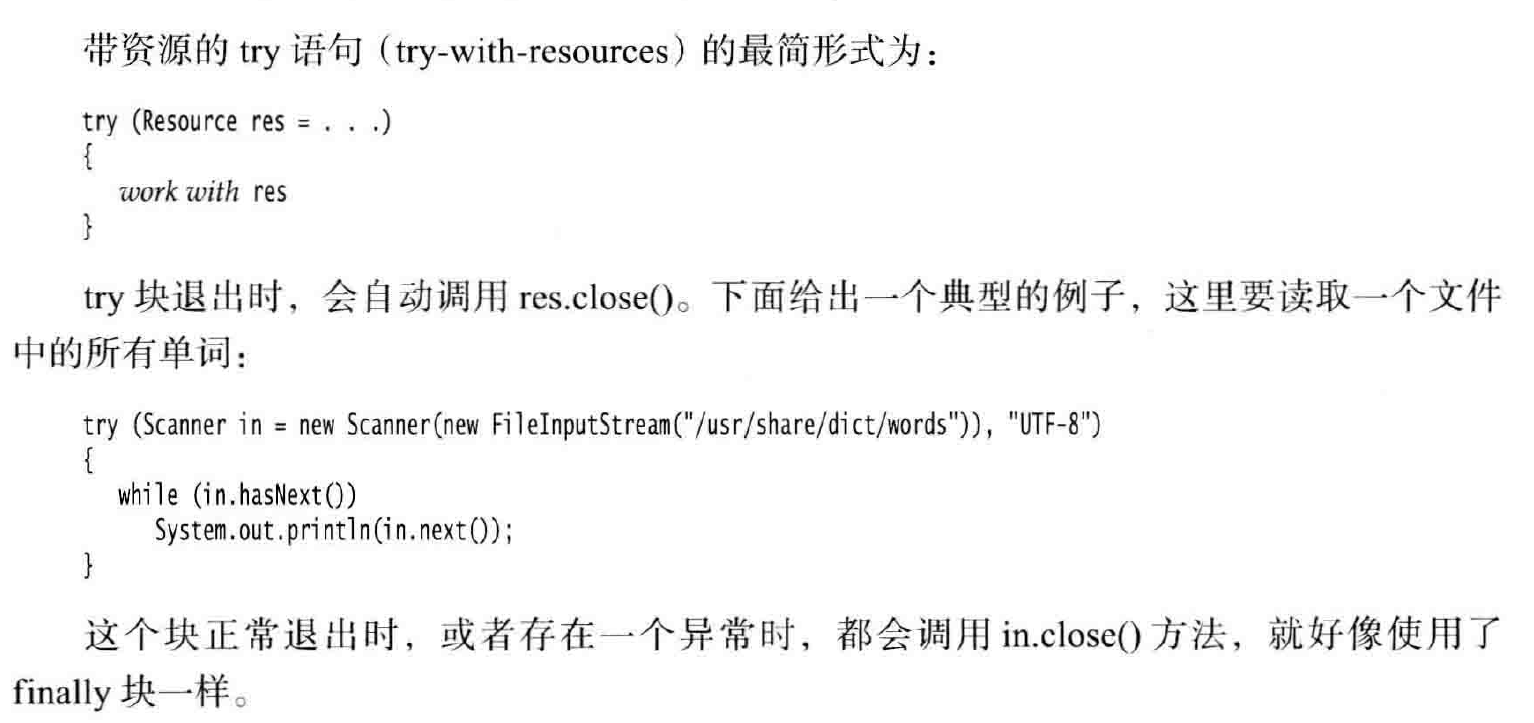 带资源的 try 语句（try-with-resources）的最简形式为：
try (Resource res = . . .)
{
work with res
}
try 块退出时，会自动调用 res.close()。下面给出一个典型的例子，这里要读取一个文件
中的所有单词：
try (Scanner in = new Scanner(new FileInputStream("/usr/share/dict/words")), "UTF-8")
{
while (in.hasNext())
System.out.println(in.next());
}
这个块正常退出时，或者存在一个异常时，都会调用 in.close() 方法，就好像使用了
finally 块一样。